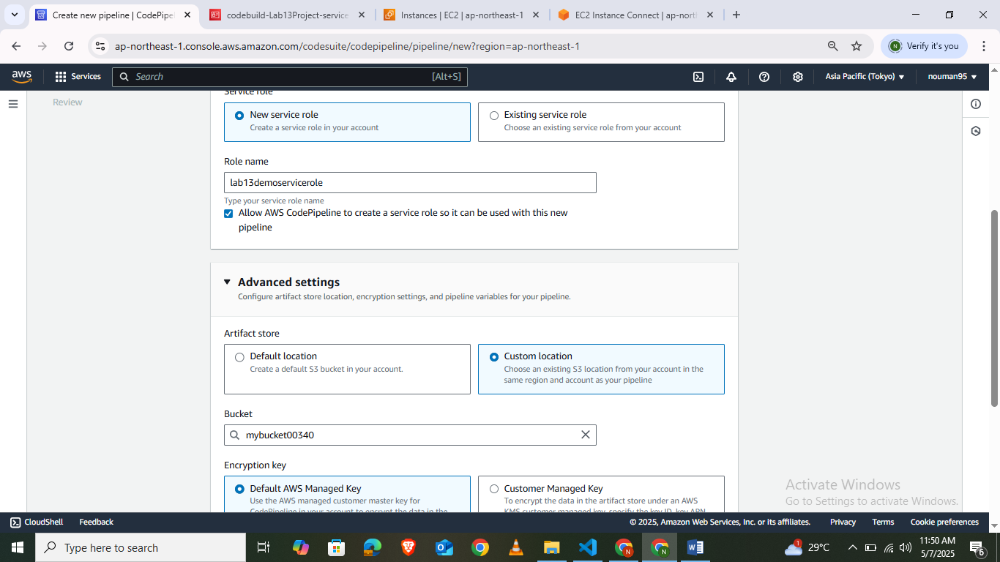 Create new pipeline | CodePipel
codebuild-Lab13Project-service
Instances | EC2 | ap-northeast-1
EC2 Instance Connect | ap-nort
ap-northeast-1.console.aws.amazon.com/codesuite/codepipeline/pipeline/new?region=ap-northeast-1
N
Verify it's you
aws
Services
Search
[Alt+S]
Asia Pacific (Tokyo)
nouman95
Review
Service role
New service role
Create a service role in your account
Existing service role
Choose an existing service role from your account
Role name
lab13demoservicerole
Type your service role name
Allow AWS CodePipeline to create a service role so it can be used with this new
pipeline
Advanced settings
Configure artifact store location, encryption settings, and pipeline variables for your pipeline.
Artifact store
Default location
Create a default S3 bucket in your account.
Custom location
Choose an existing S3 location from your account in the
same region and account as your pipeline
Bucket
mybucket00340
Encryption key
Default AWS Managed Key
Use the AWS managed customer master key for
CodePipeline in your account to encrypt the data in the
Customer Managed Key
To encrypt the data in the artifact store under an AWS
KMS customer managed key, specify the key ID, key ARN,
Activate Windows
Go to Settings to activate Windows.
CloudShell
Feedback
© 2025, Amazon Web Services, Inc. or its affiliates.
Privacy
Terms
Cookie preferences
Type here to search
N
N
W
1
29°C
11:50 AM
5/7/2025
6